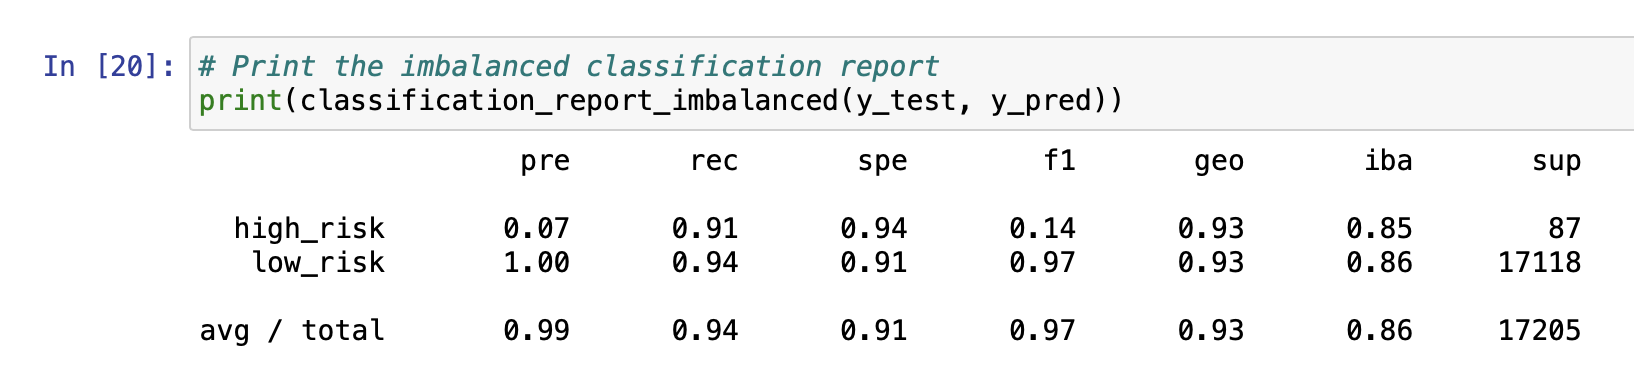 In [20]: # Print the imbalanced classification report
print(classification_report_imbalanced(y_test, y_pred))
pre rec spe f1 geo iba sup
high_risk 0.07 0.91 0.94 0.14 0.93 0.85 87
low_risk 1.00 0.94 0.91 0.97 0.93 0.86 17118
avg / total 0.99 0.94 0.91 0.97 0.93 0.86 17205